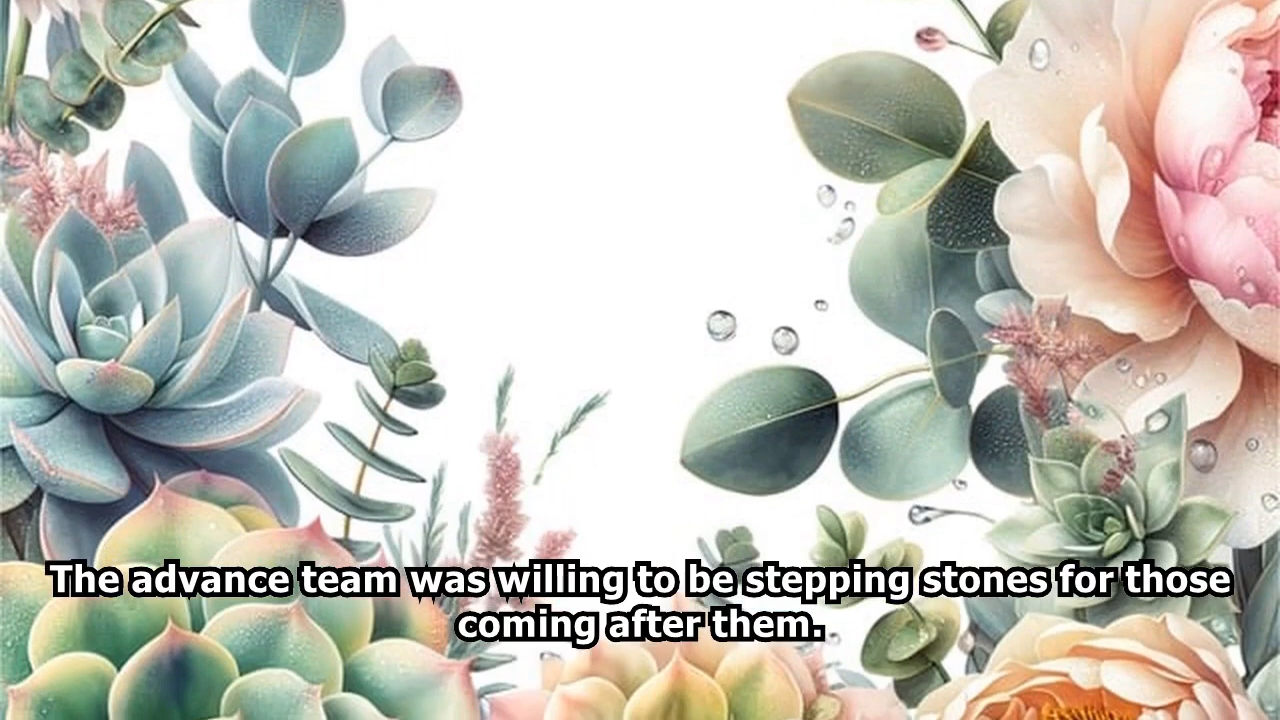 The advance team was willing to be stepping stones for those
coming after them.